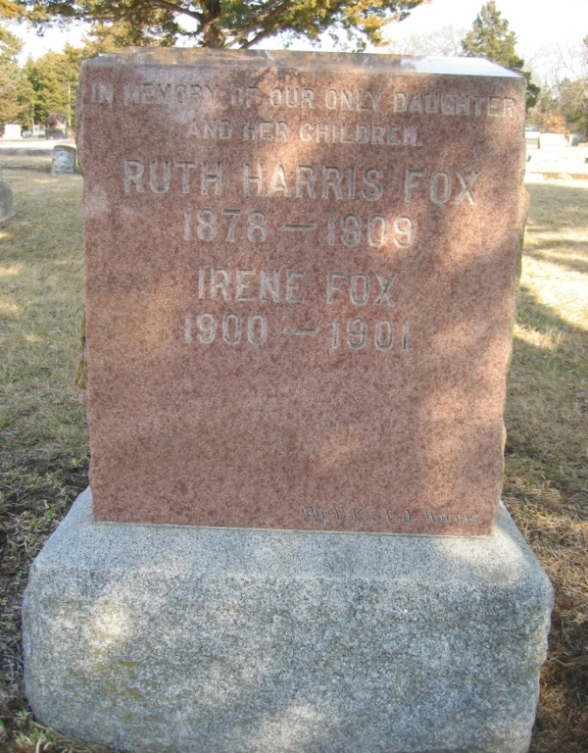 IN MEMORY OF OUR ONLY DAUGHTER
AND HER CHILDREN.
RUTH HARRIS FOX
1878 — 1909
IRENE FOX
1900 — 1901